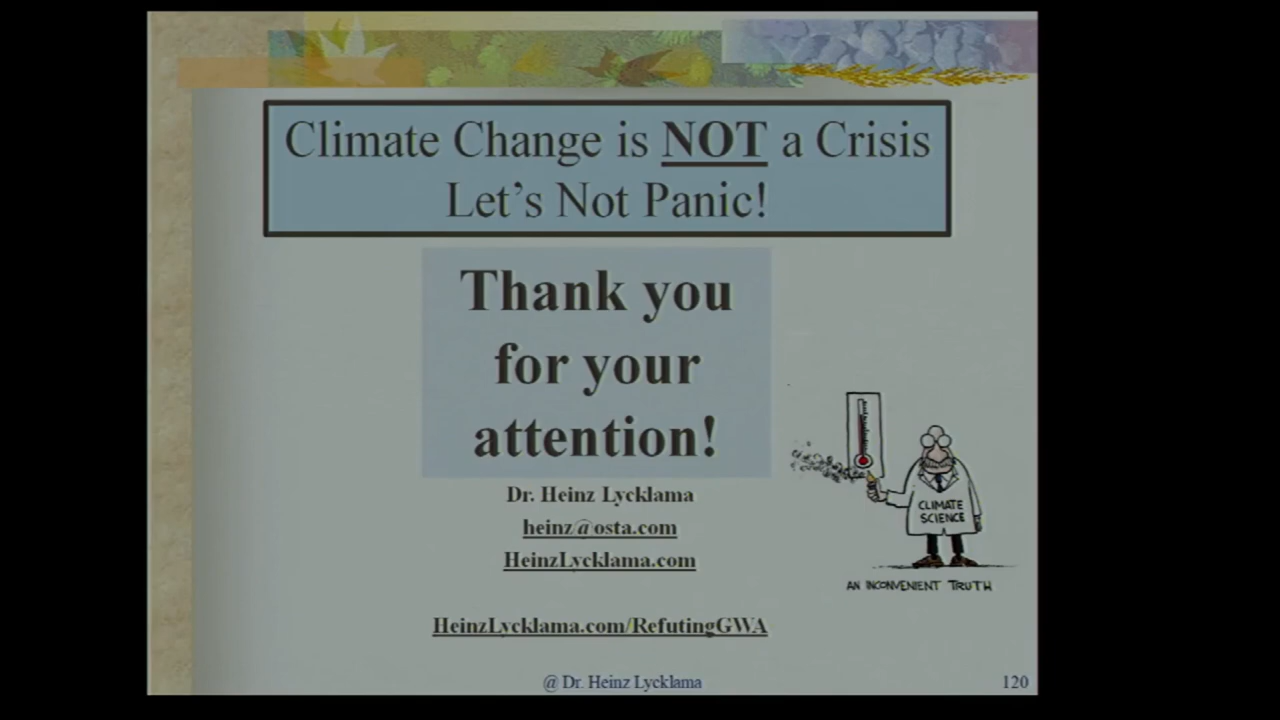 Climate Change is NOT a Crisis
Let's Not Panic!
Thank you
for your
attention!
Dr. Heinz Lycklama
heinz@osta.com
HeinzLycklama.com
CLIMATE
SCIENCE
AN INCONVENIENT TRUTH
HeinzLycklama.com/RefutingGWA
@ Dr. Heinz Lycklama
120